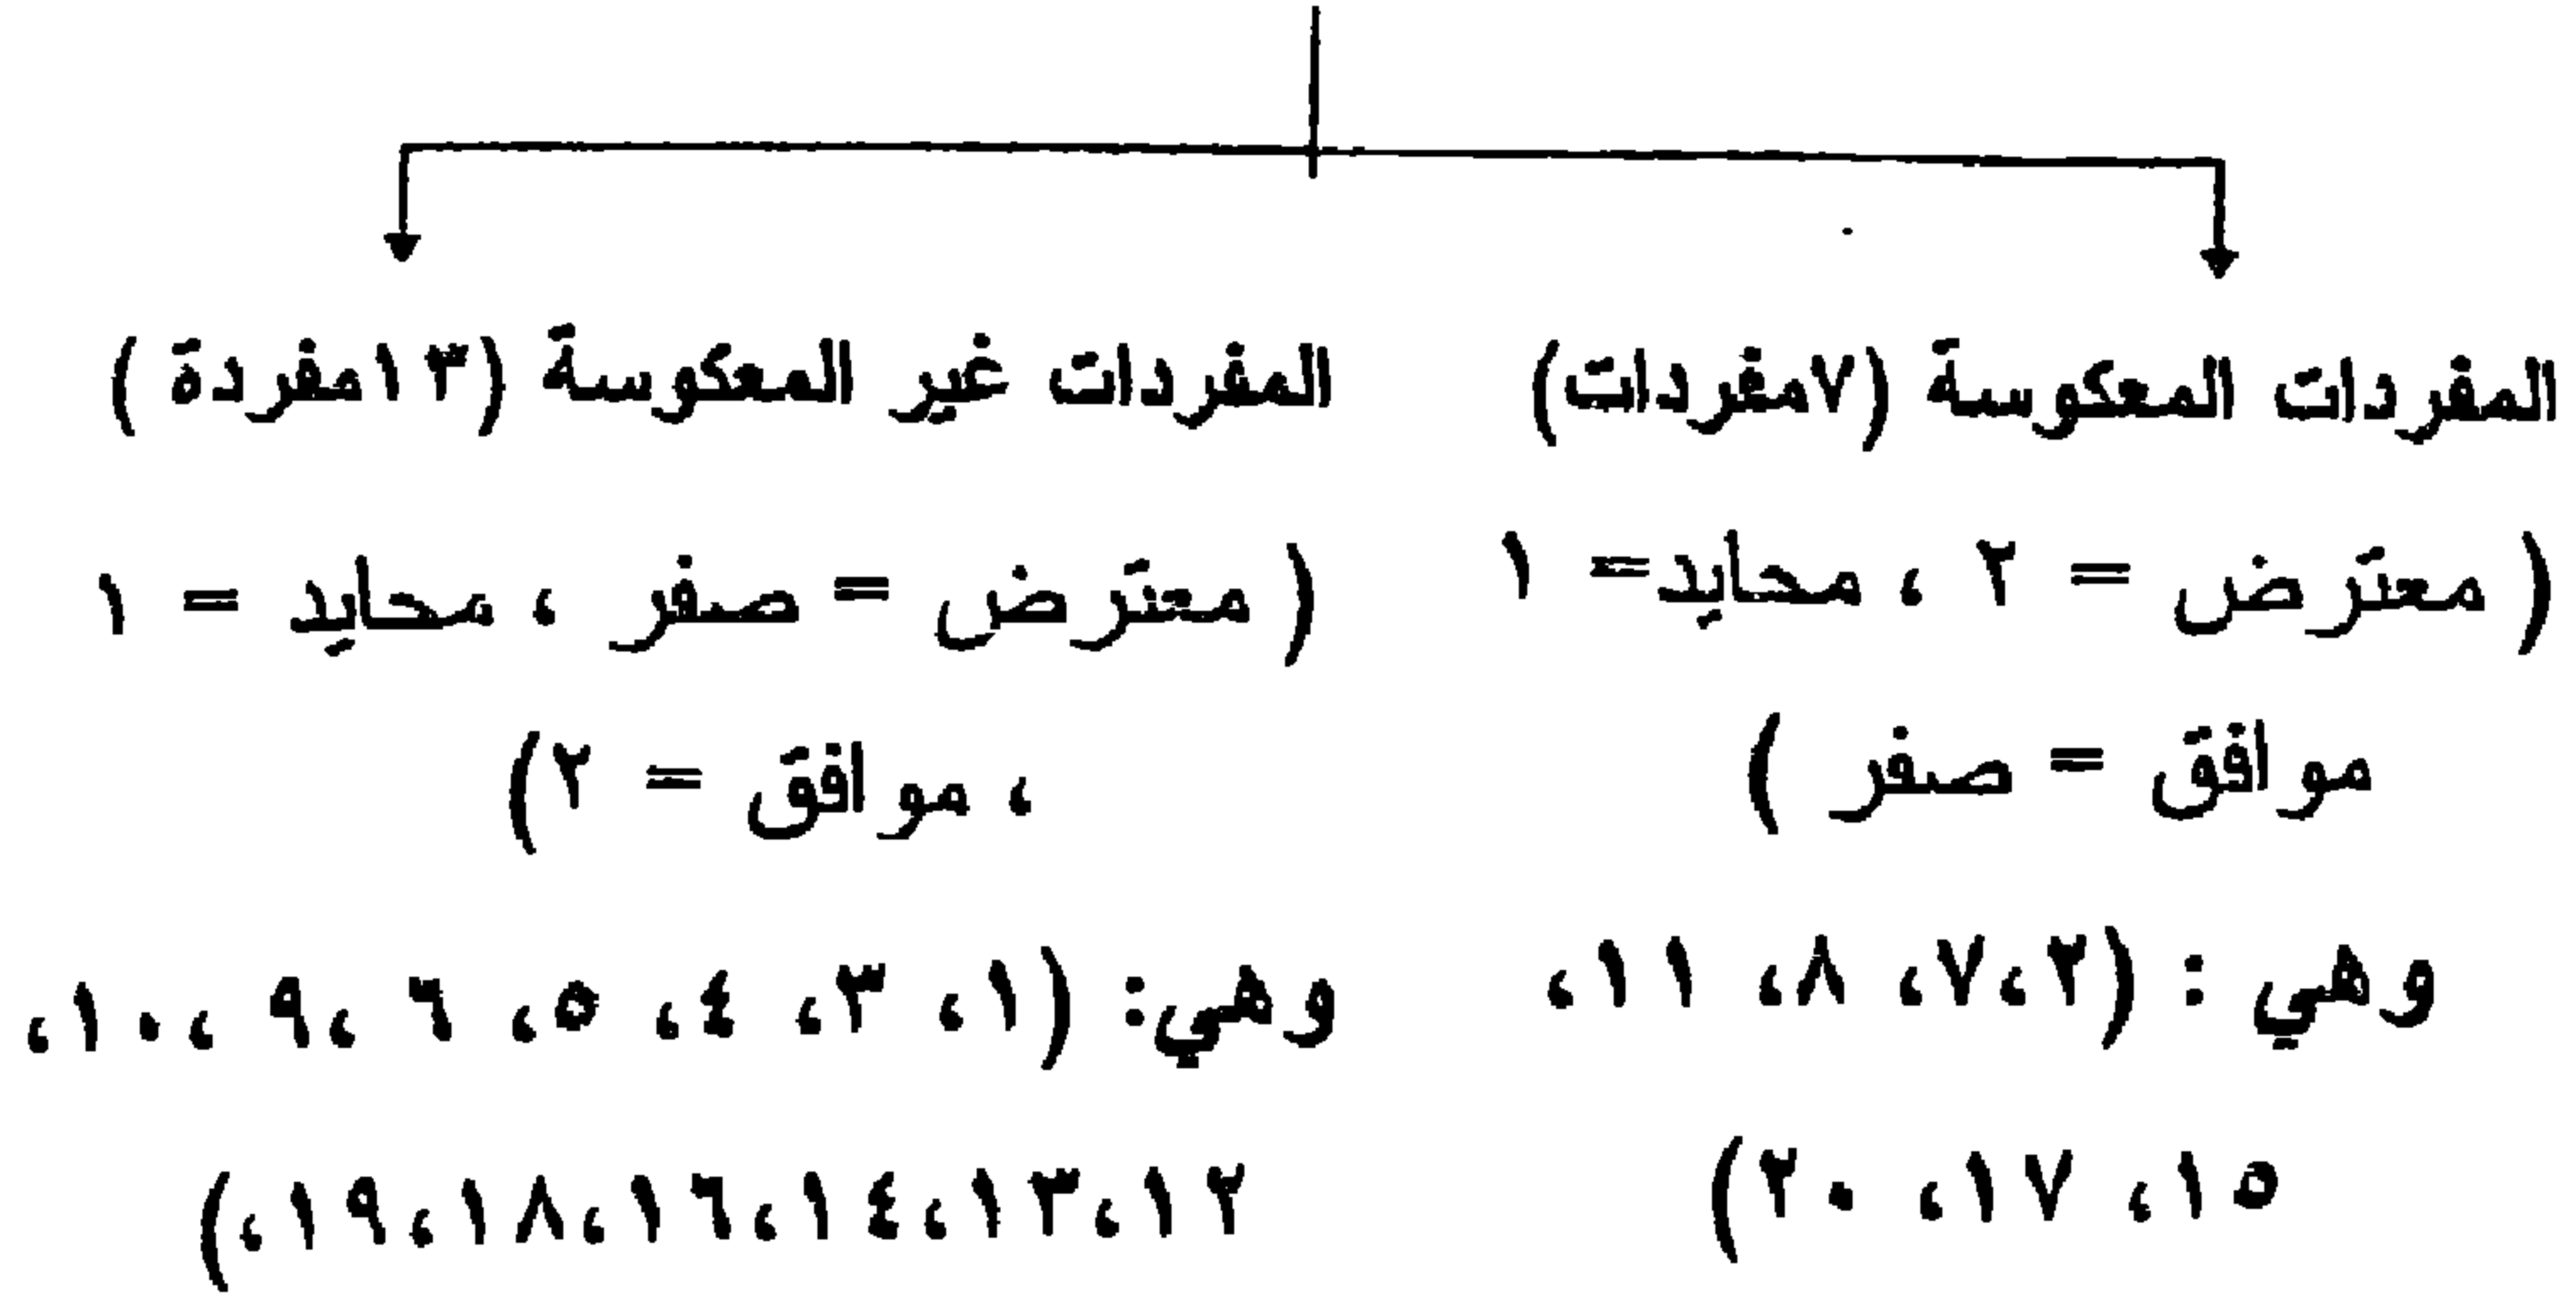 المفردات المعكوسة (٧مفردات)
( معترض = ٢ ، محايد= ١
موافق = صفر )
وهي : (٢،٧، ٨، ١١،
١٥، ١٧، ٢٠)
المفردات غير المعكوسة (١٣مفردة )
( معترض = صفر ، محايد = ١
، موافق = ٢)
وهي: (١، ٣، ٤، ٥، ٦ ،٩ ،١٠،
١٢،١٣،١٤،١٦،١٨،١٩،)